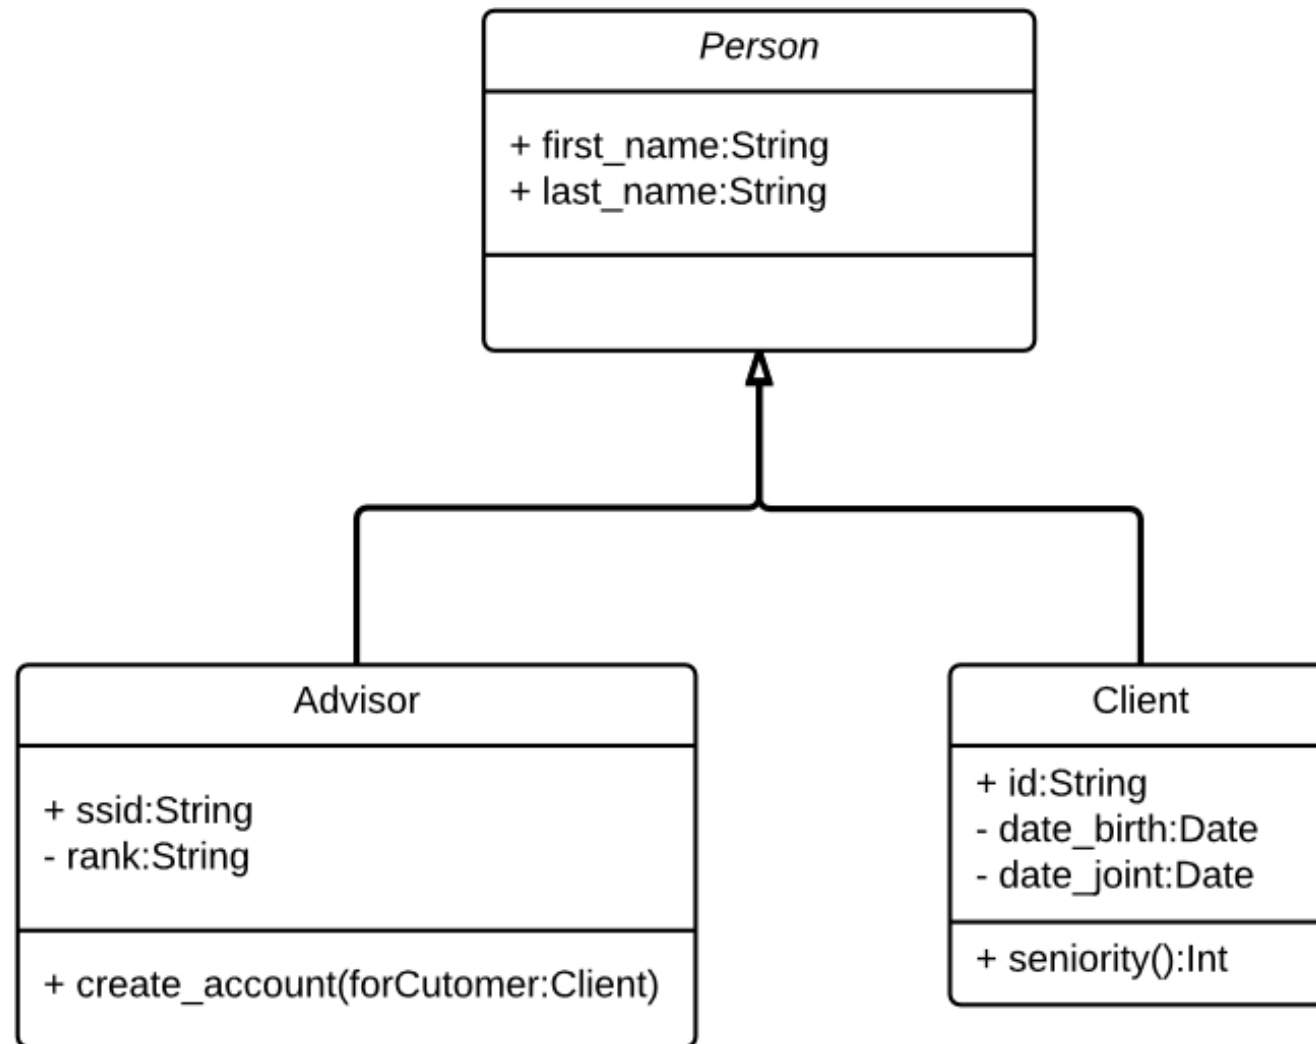 Person
+ first_name:String
+ last_name:String
Advisor
+ ssid:String
- rank:String
+ create_account(forCutomer:Client)
Client
+ id:String
- date_birth:Date
- date_joint:Date
+ seniority():Int